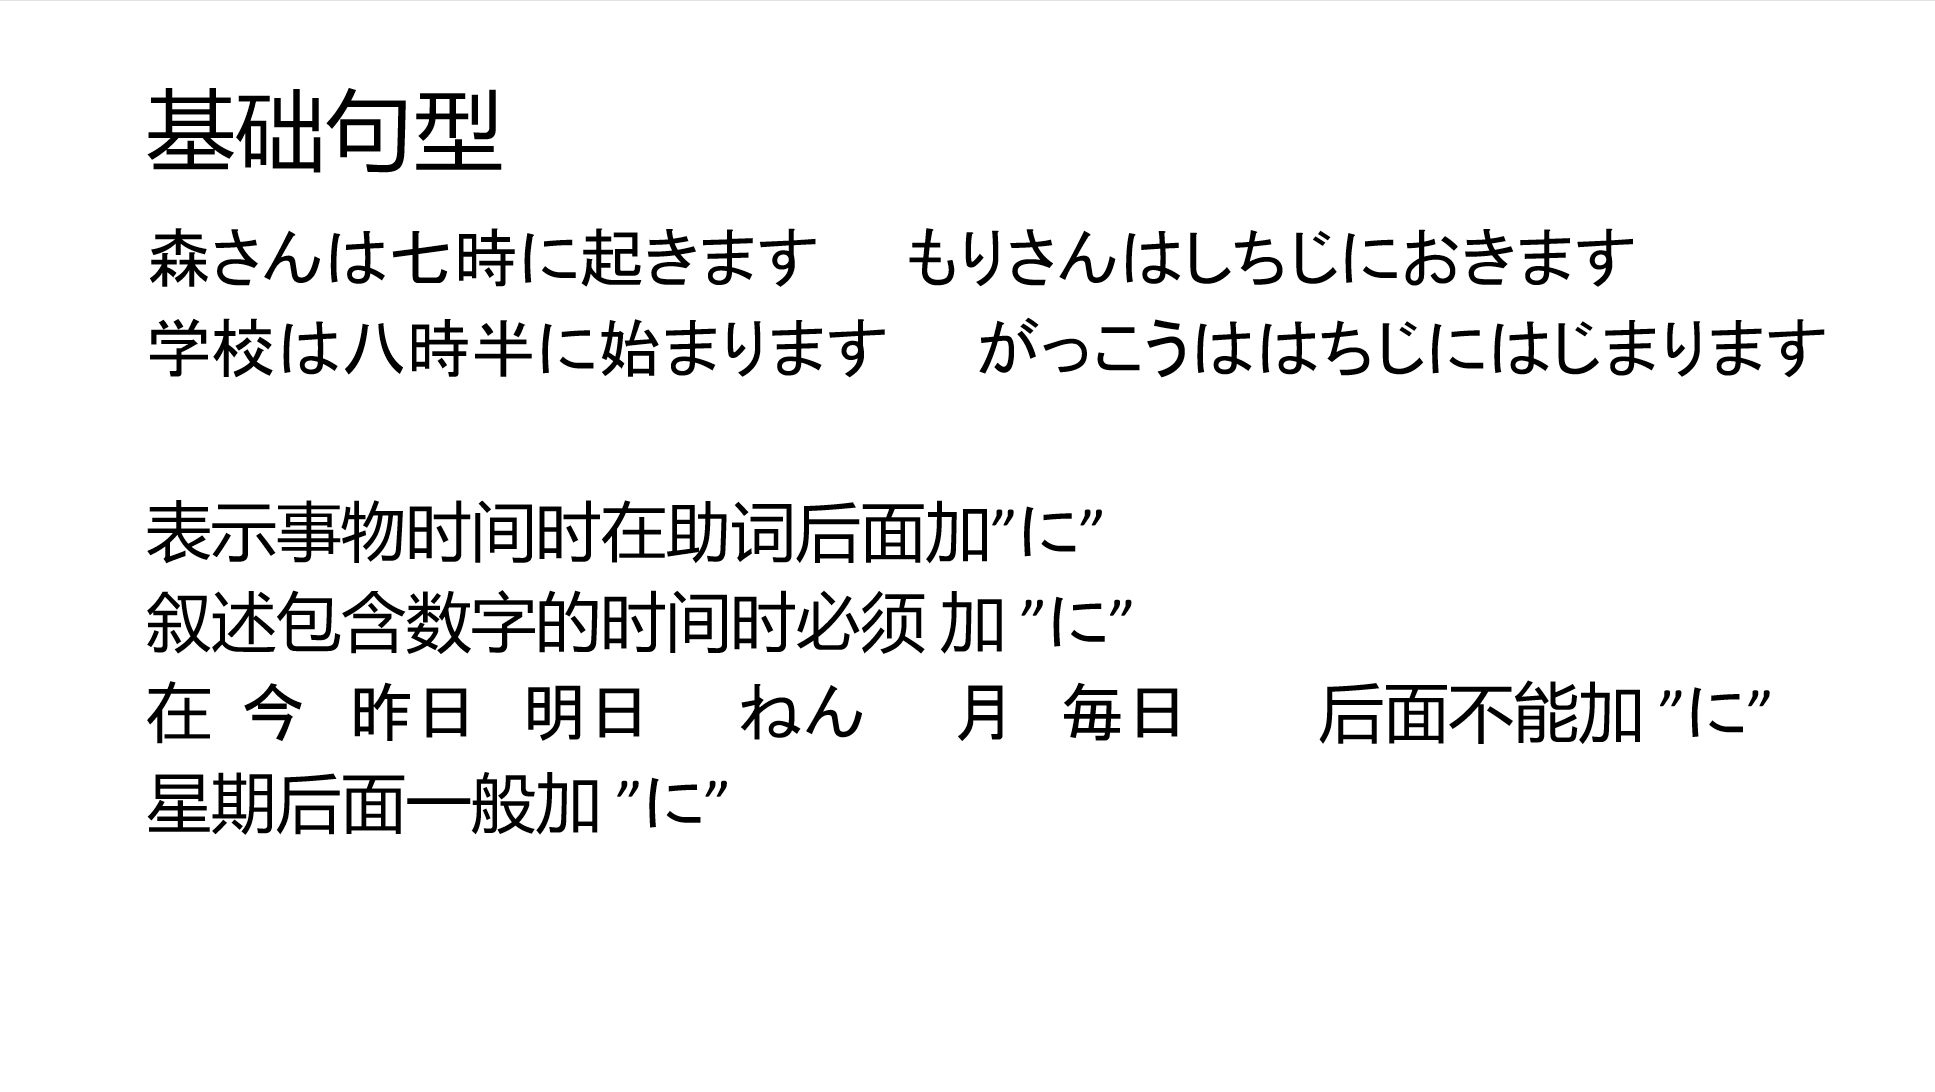 基础句型
森さんは七時に起きます もりさんはしちじにおきます
学校は八時半に始まります がっこうははちじにはじまります
表示事物时间时在助词后面加”に”
叙述包含数字的时间时必须 加 ”に”
在 今 昨日 明日 ねん 月 毎日 后面不能加 ”に”
星期后面一般加 ”に”